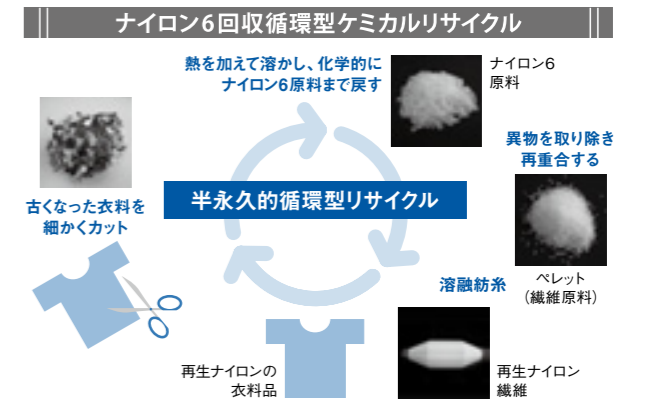 ナイロン6回収循環型ケミカルリサイクル
熱を加えて溶かし、化学的に
ナイロン6原料まで戻す
ナイロン6
原料
異物を取り除き
再重合する
半永久的循環型リサイクル
古くなった衣料を
細かくカット
ペレット
（繊維原料）
溶融紡糸
再生ナイロン
繊維
再生ナイロンの
衣料品